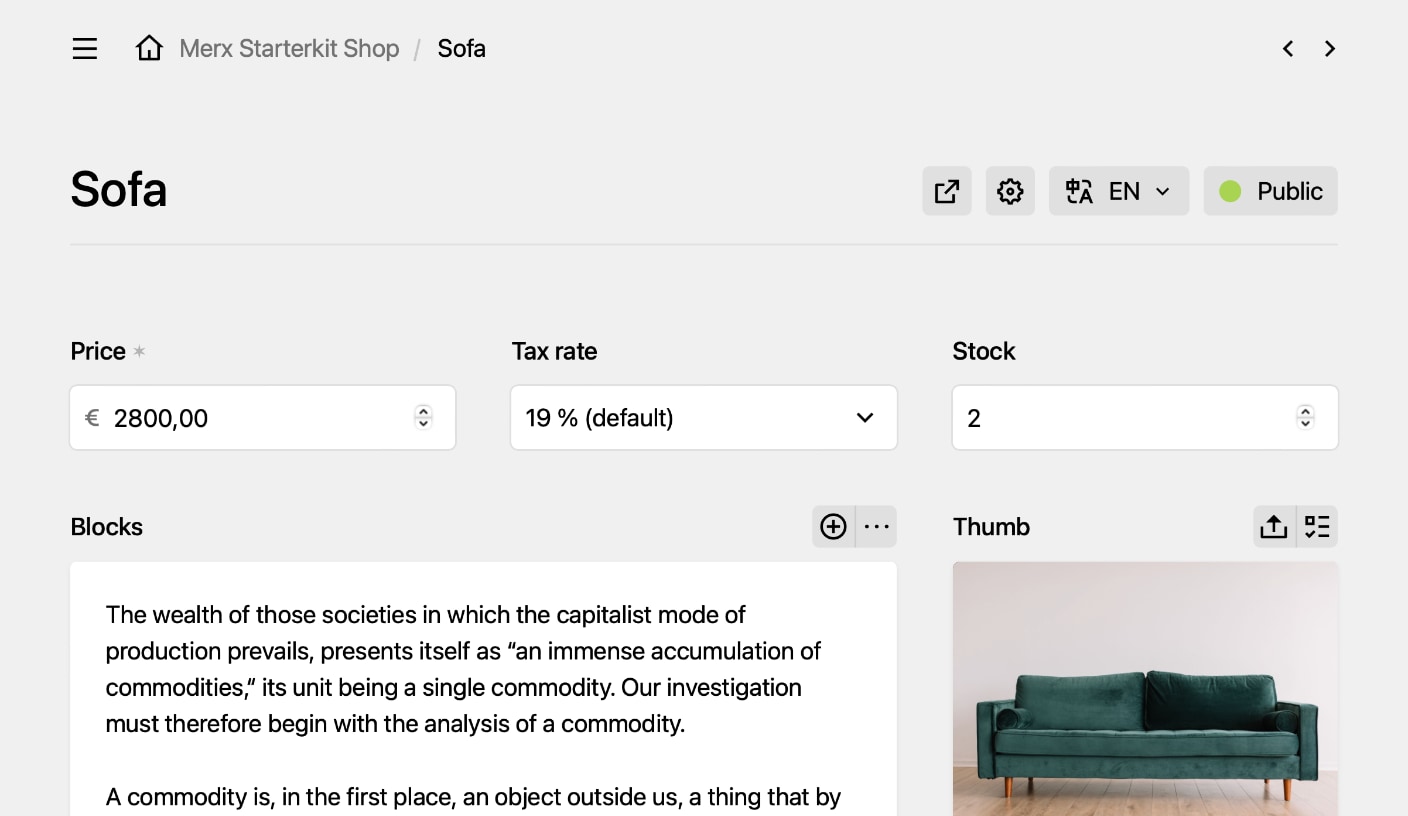 Merx Starterkit Shop / Sofa
Sofa
EN
Public
Price *
Tax rate
Stock
€ 2800,00
19 % (default)
2
Blocks
Thumb
The wealth of those societies in which the capitalist mode of
production prevails, presents itself as “an immense accumulation of
commodities,“ its unit being a single commodity. Our investigation
must therefore begin with the analysis of a commodity.
A commodity is, in the first place, an object outside us, a thing that by